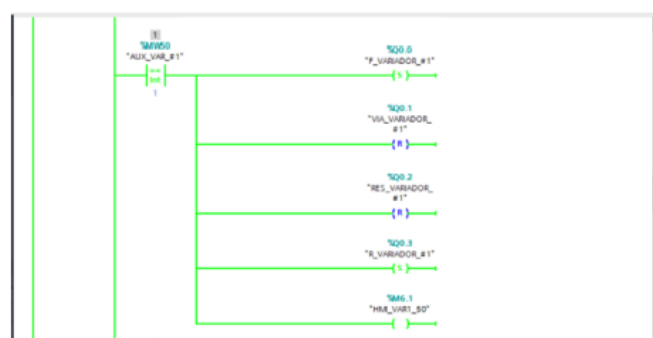 1
%MW50
"AUX_VAR_#1"
==
Int
1
%Q0.0
"F_VARIADOR_#1"
S
%Q0.1
"VIA_VARIADOR_
#1"
R
%Q0.2
"RES_VARIADOR_
#1"
R
%Q0.3
"R_VARIADOR_#1"
S
%M6.1
"HMI_VAR1_50"